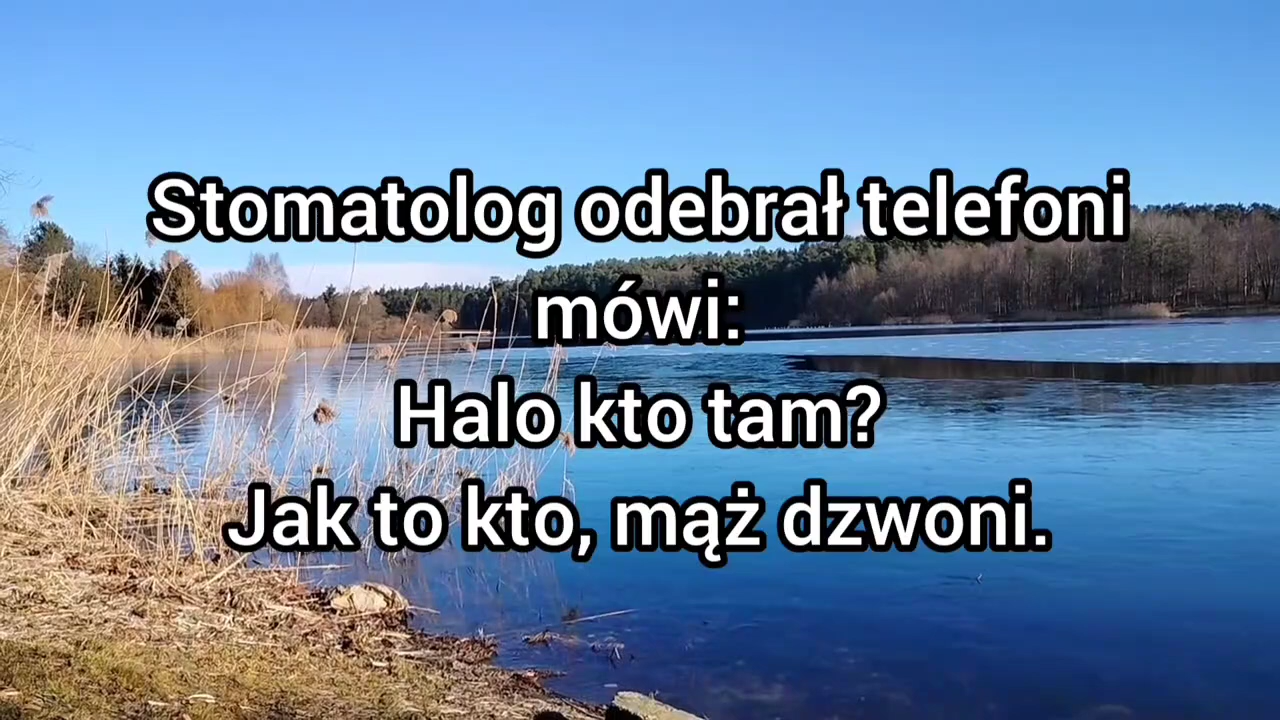 Stomatolog odebrał telefoni
mówi:
Halo kto tam?
Jak to kto, mąż dzwoni.